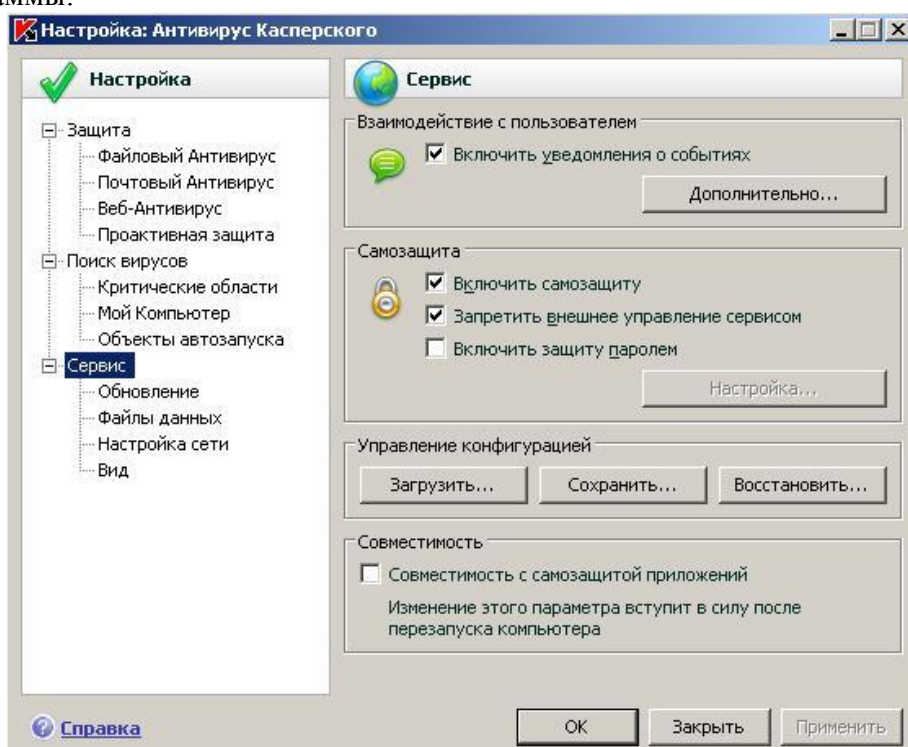 аммы.
Настройка: Антивирус Касперского
Настройка
Защита
Файловый Антивирус
Почтовый Антивирус
Веб-Антивирус
Проактивная защита
Поиск вирусов
Критические области
Мой Компьютер
Объекты автозапуска
Сервис
Обновление
Файлы данных
Настройка сети
Вид
Сервис
Взаимодействие с пользователем
Включить уведомления о событиях
Дополнительно...
Самозащита
Включить самозащиту
Запретить внешнее управление сервисом
Включить защиту паролем
Настройка...
Управление конфигурацией
Загрузить... Сохранить... Восстановить...
Совместимость
Совместимость с самозащитой приложений
Изменение этого параметра вступит в силу после
перезапуска компьютера
Справка
ОК Закрыть Применить